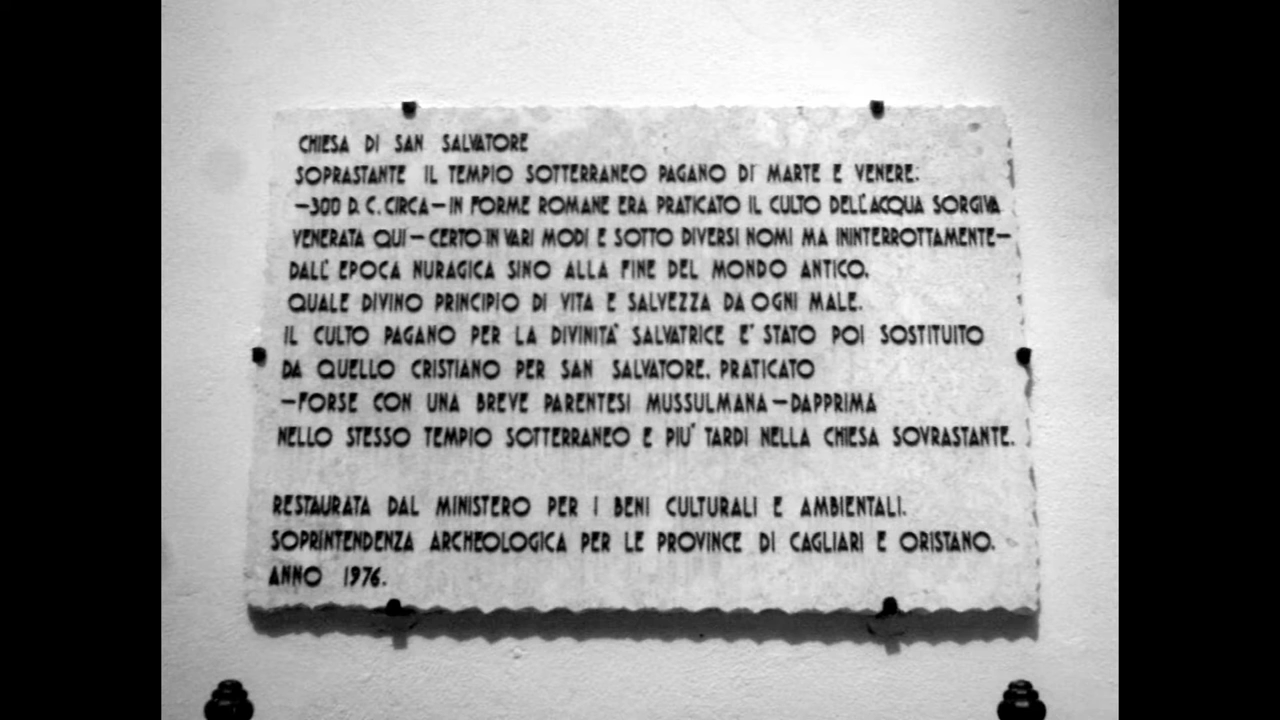 CHIESA DI SAN SALVATORE
SOPRASTANTE IL TEMPIO SOTTERRANEO PAGANO DI MARTE E VENERE:
—300 D. C. CIRCA— IN FORME ROMANE ERA PRATICATO IL CULTO DELL'ACQUA SORGIVA
VENERATA QUI — CERTO IN VARI MODI E SOTTO DIVERSI NOMI MA ININTERROTTAMENTE—
DALL' EPOCA NURAGICA SINO ALLA FINE DEL MONDO ANTICO,
QUALE DIVINO PRINCIPIO DI VITA E SALVEZZA DA OGNI MALE.
IL CULTO PAGANO PER LA DIVINITA' SALVATRICE E' STATO POI SOSTITUITO
DA QUELLO CRISTIANO PER SAN SALVATORE. PRATICATO
—FORSE CON UNA BREVE PARENTESI MUSSULMANA — DAPPRIMA
NELLO STESSO TEMPIO SOTTERRANEO E PIU' TARDI NELLA CHIESA SOVRASTANTE.
RESTAURATA DAL MINISTERO PER I BENI CULTURALI E AMBIENTALI.
SOPRINTENDENZA ARCHEOLOGICA PER LE PROVINCE DI CAGLIARI E ORISTANO.
ANNO 1976.